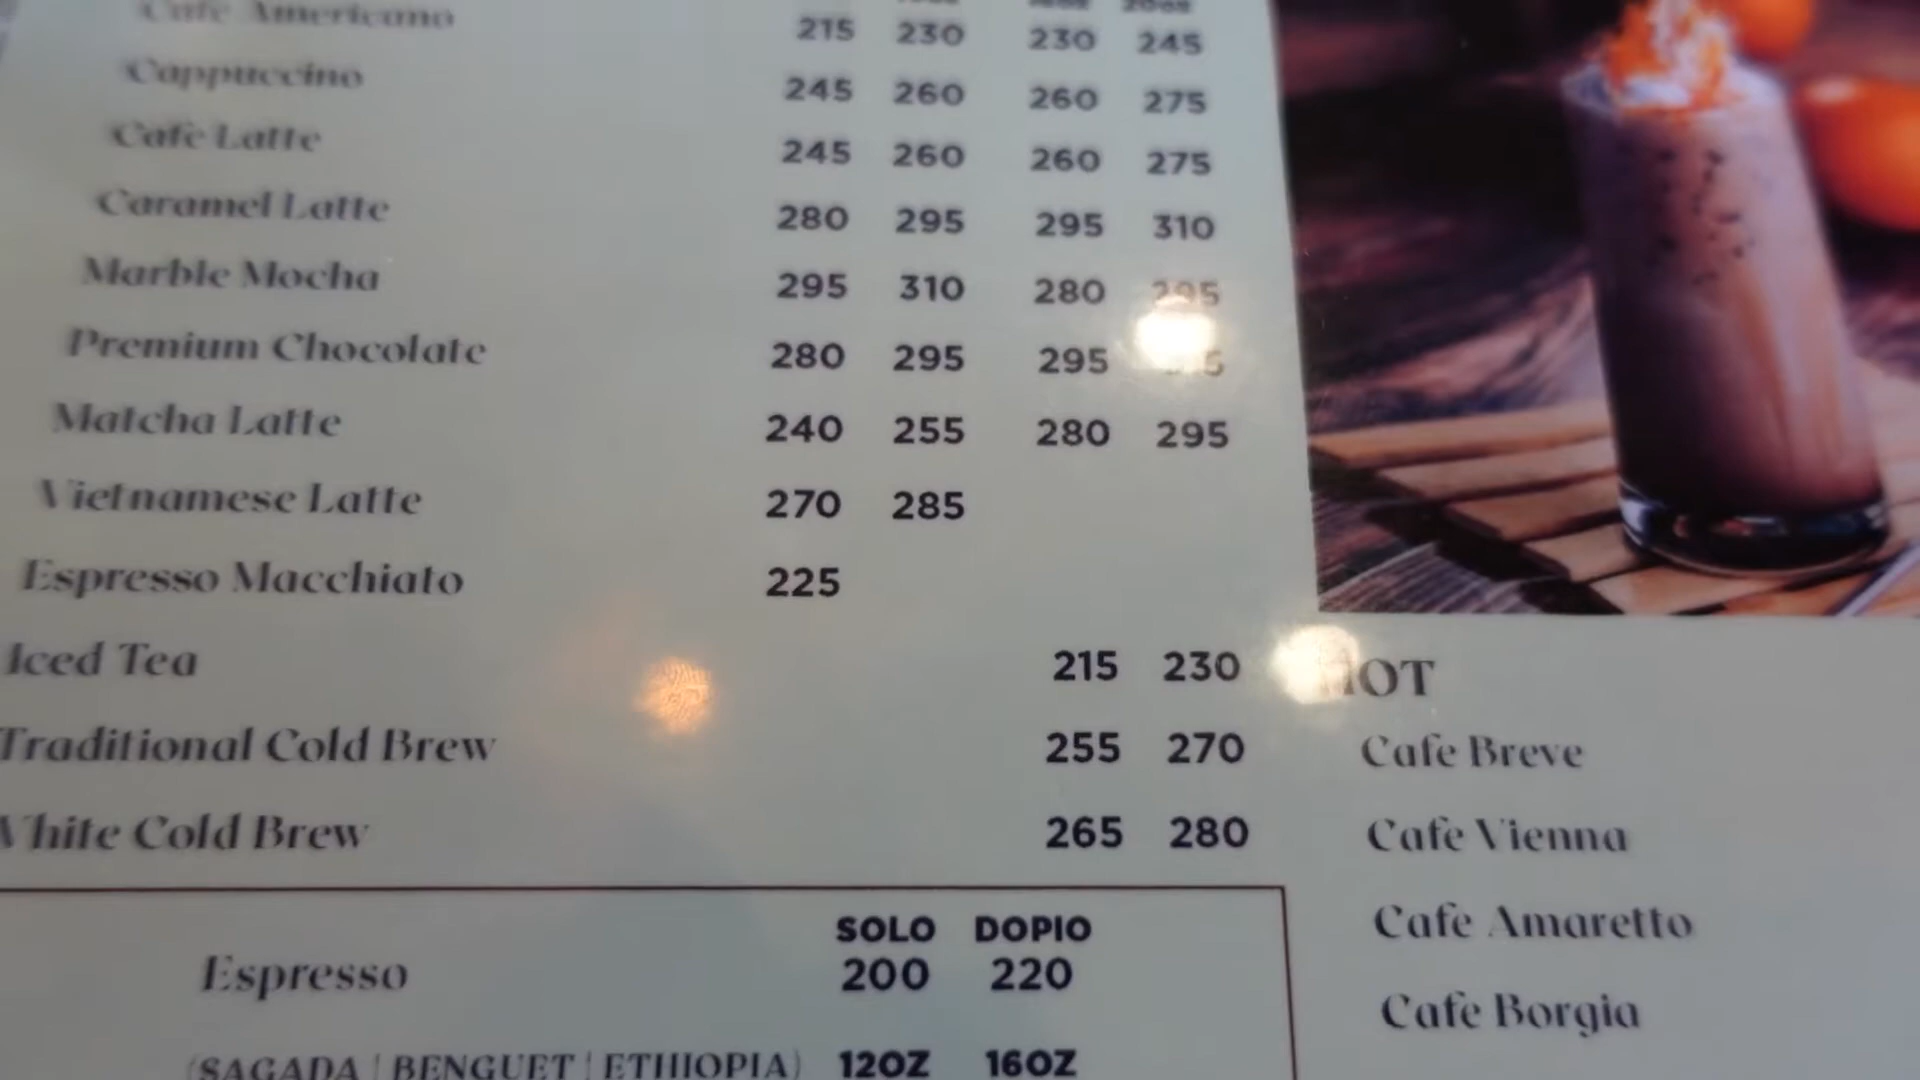 Cafe Americano 215 230 230 245
Cappuccino 245 260 260 275
Cafe Latte 245 260 260 275
Caramel Latte 280 295 295 310
Marble Mocha 295 310 280 295
Premium Chocolate 280 295 295
Matcha Latte 240 255 280 295
Vietnamese Latte 270 285
Espresso Macchiato 225
Iced Tea 215 230
Traditional Cold Brew 255 270
White Cold Brew 265 280
SOLO DOPIO
Espresso 200 220
(SAGADA | BENGUET | ETHIOPIA) 12OZ 16OZ
HOT
Cafe Breve
Cafe Vienna
Cafe Amaretto
Cafe Borgia